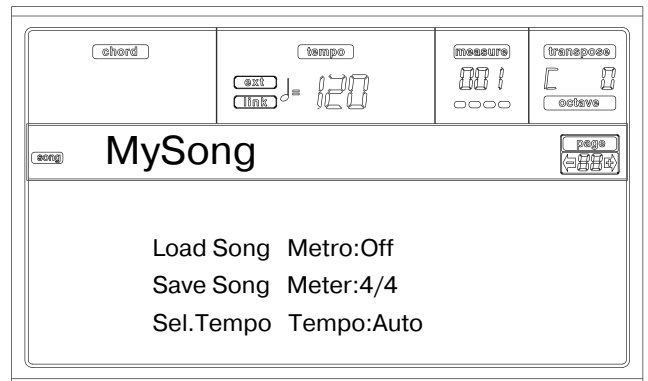 chord tempo measure transpose
ext
link
♩= 120 001 C 0
octave
song MySong page
88
Load Song Metro:Off
Save Song Meter:4/4
Sel.Tempo Tempo:Auto